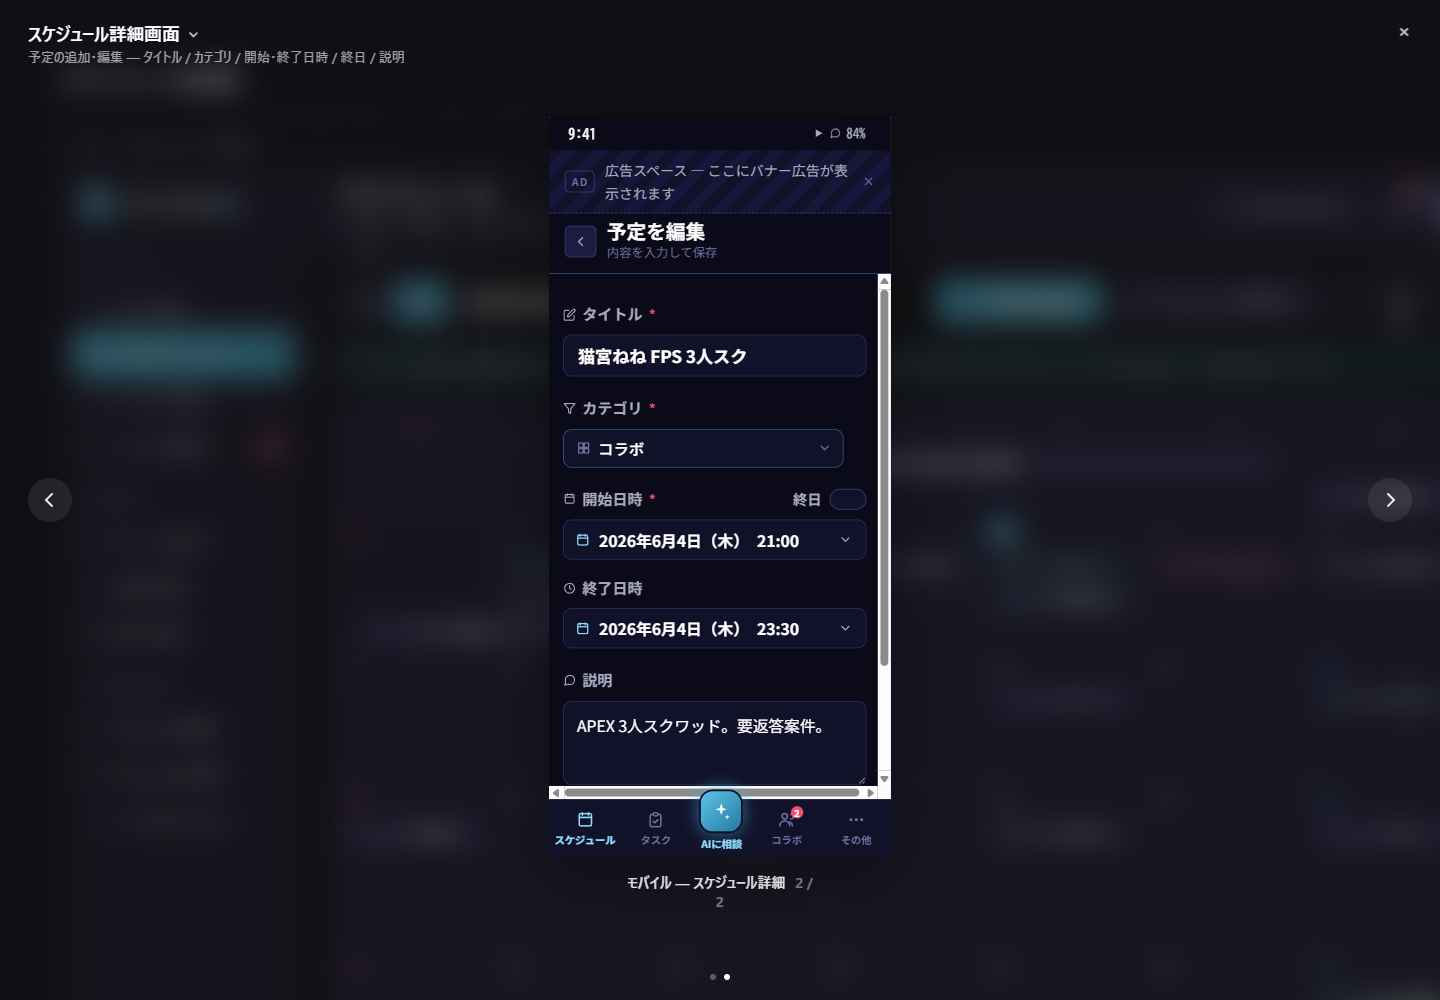 スケジュール詳細画面
予定の追加・編集 — タイトル / カテゴリ / 開始・終了日時 / 終日 / 説明
×
9:41
84%
AD
広告スペース — ここにバナー広告が表
示されます
×
予定を編集
内容を入力して保存
タイトル *
猫宮ねね FPS 3人スク
カテゴリ *
コラボ
開始日時 *
終日
2026年6月4日（木） 21:00
終了日時
2026年6月4日（木） 23:30
説明
APEX 3人スクワッド。要返答案件。
スケジュール
タスク
AIに相談
2
コラボ
その他
モバイル — スケジュール詳細 2 /
2